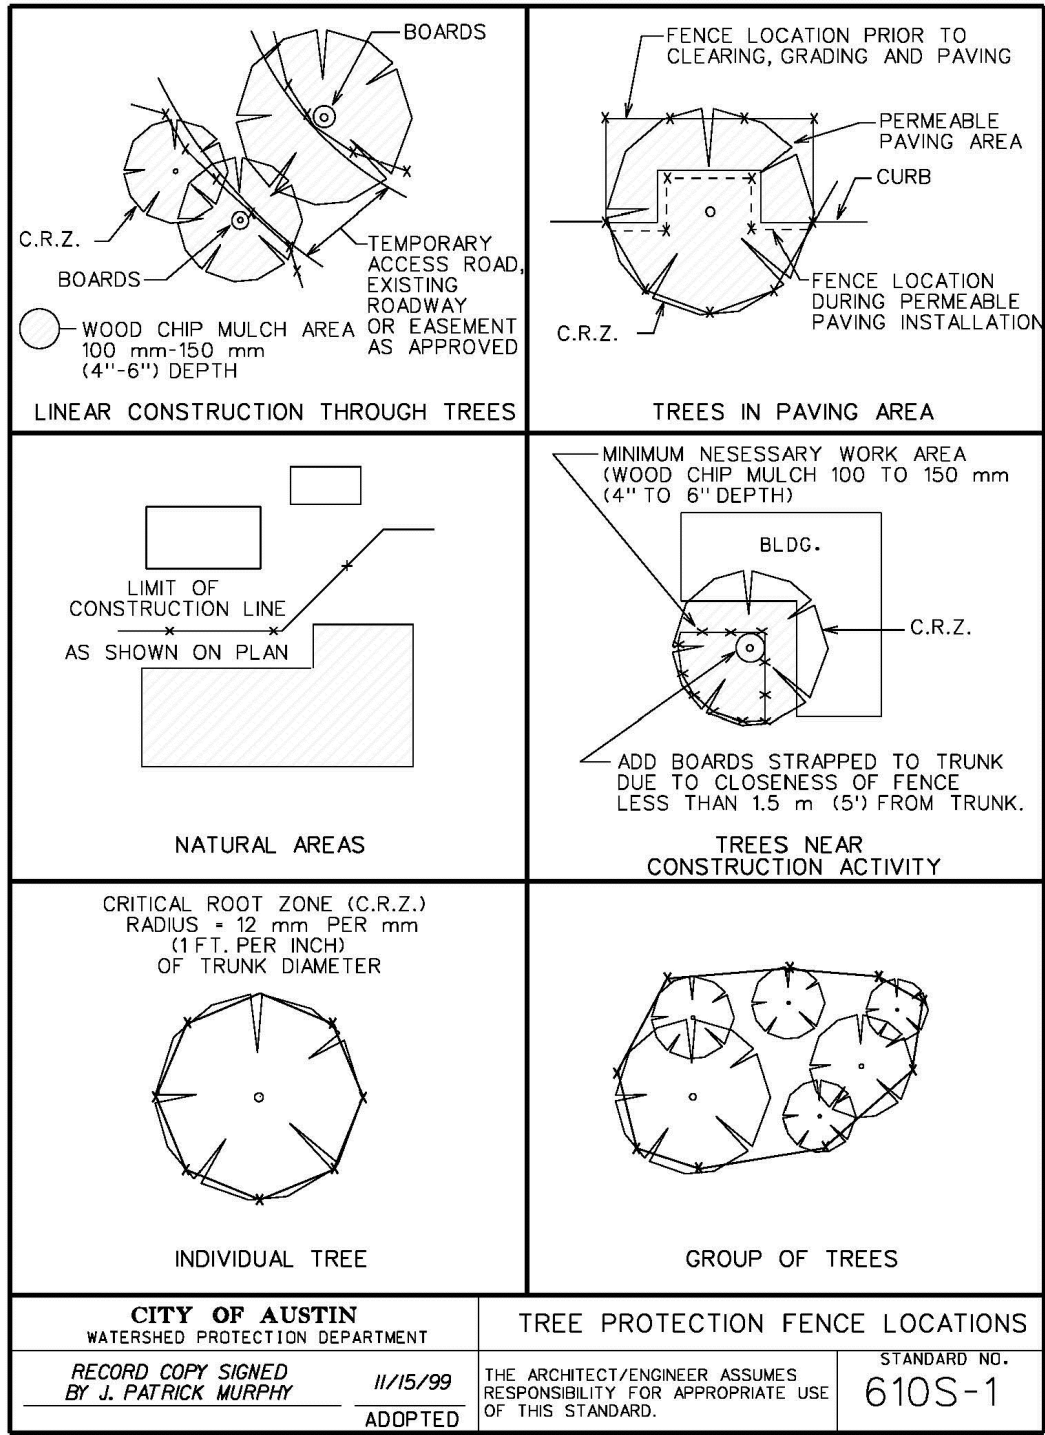 BOARDS
C.R.Z.
BOARDS
TEMPORARY
ACCESS ROAD,
EXISTING
ROADWAY
OR EASEMENT
AS APPROVED
WOOD CHIP MULCH AREA
100 mm-150 mm
(4"-6") DEPTH
LINEAR CONSTRUCTION THROUGH TREES
FENCE LOCATION PRIOR TO
CLEARING, GRADING AND PAVING
PERMEABLE
PAVING AREA
CURB
FENCE LOCATION
DURING PERMEABLE
PAVING INSTALLATION
C.R.Z.
TREES IN PAVING AREA
LIMIT OF
CONSTRUCTION LINE
AS SHOWN ON PLAN
NATURAL AREAS
MINIMUM NESESSARY WORK AREA
(WOOD CHIP MULCH 100 TO 150 mm
(4" TO 6" DEPTH)
BLDG.
C.R.Z.
ADD BOARDS STRAPPED TO TRUNK
DUE TO CLOSENESS OF FENCE
LESS THAN 1.5 m (5') FROM TRUNK.
TREES NEAR
CONSTRUCTION ACTIVITY
CRITICAL ROOT ZONE (C.R.Z.)
RADIUS = 12 mm PER mm
(1 FT. PER INCH)
OF TRUNK DIAMETER
INDIVIDUAL TREE
GROUP OF TREES
CITY OF AUSTIN
WATERSHED PROTECTION DEPARTMENT
RECORD COPY SIGNED
BY J. PATRICK MURPHY
11/15/99
ADOPTED
TREE PROTECTION FENCE LOCATIONS
THE ARCHITECT/ENGINEER ASSUMES
RESPONSIBILITY FOR APPROPRIATE USE
OF THIS STANDARD.
STANDARD NO.
610S-1